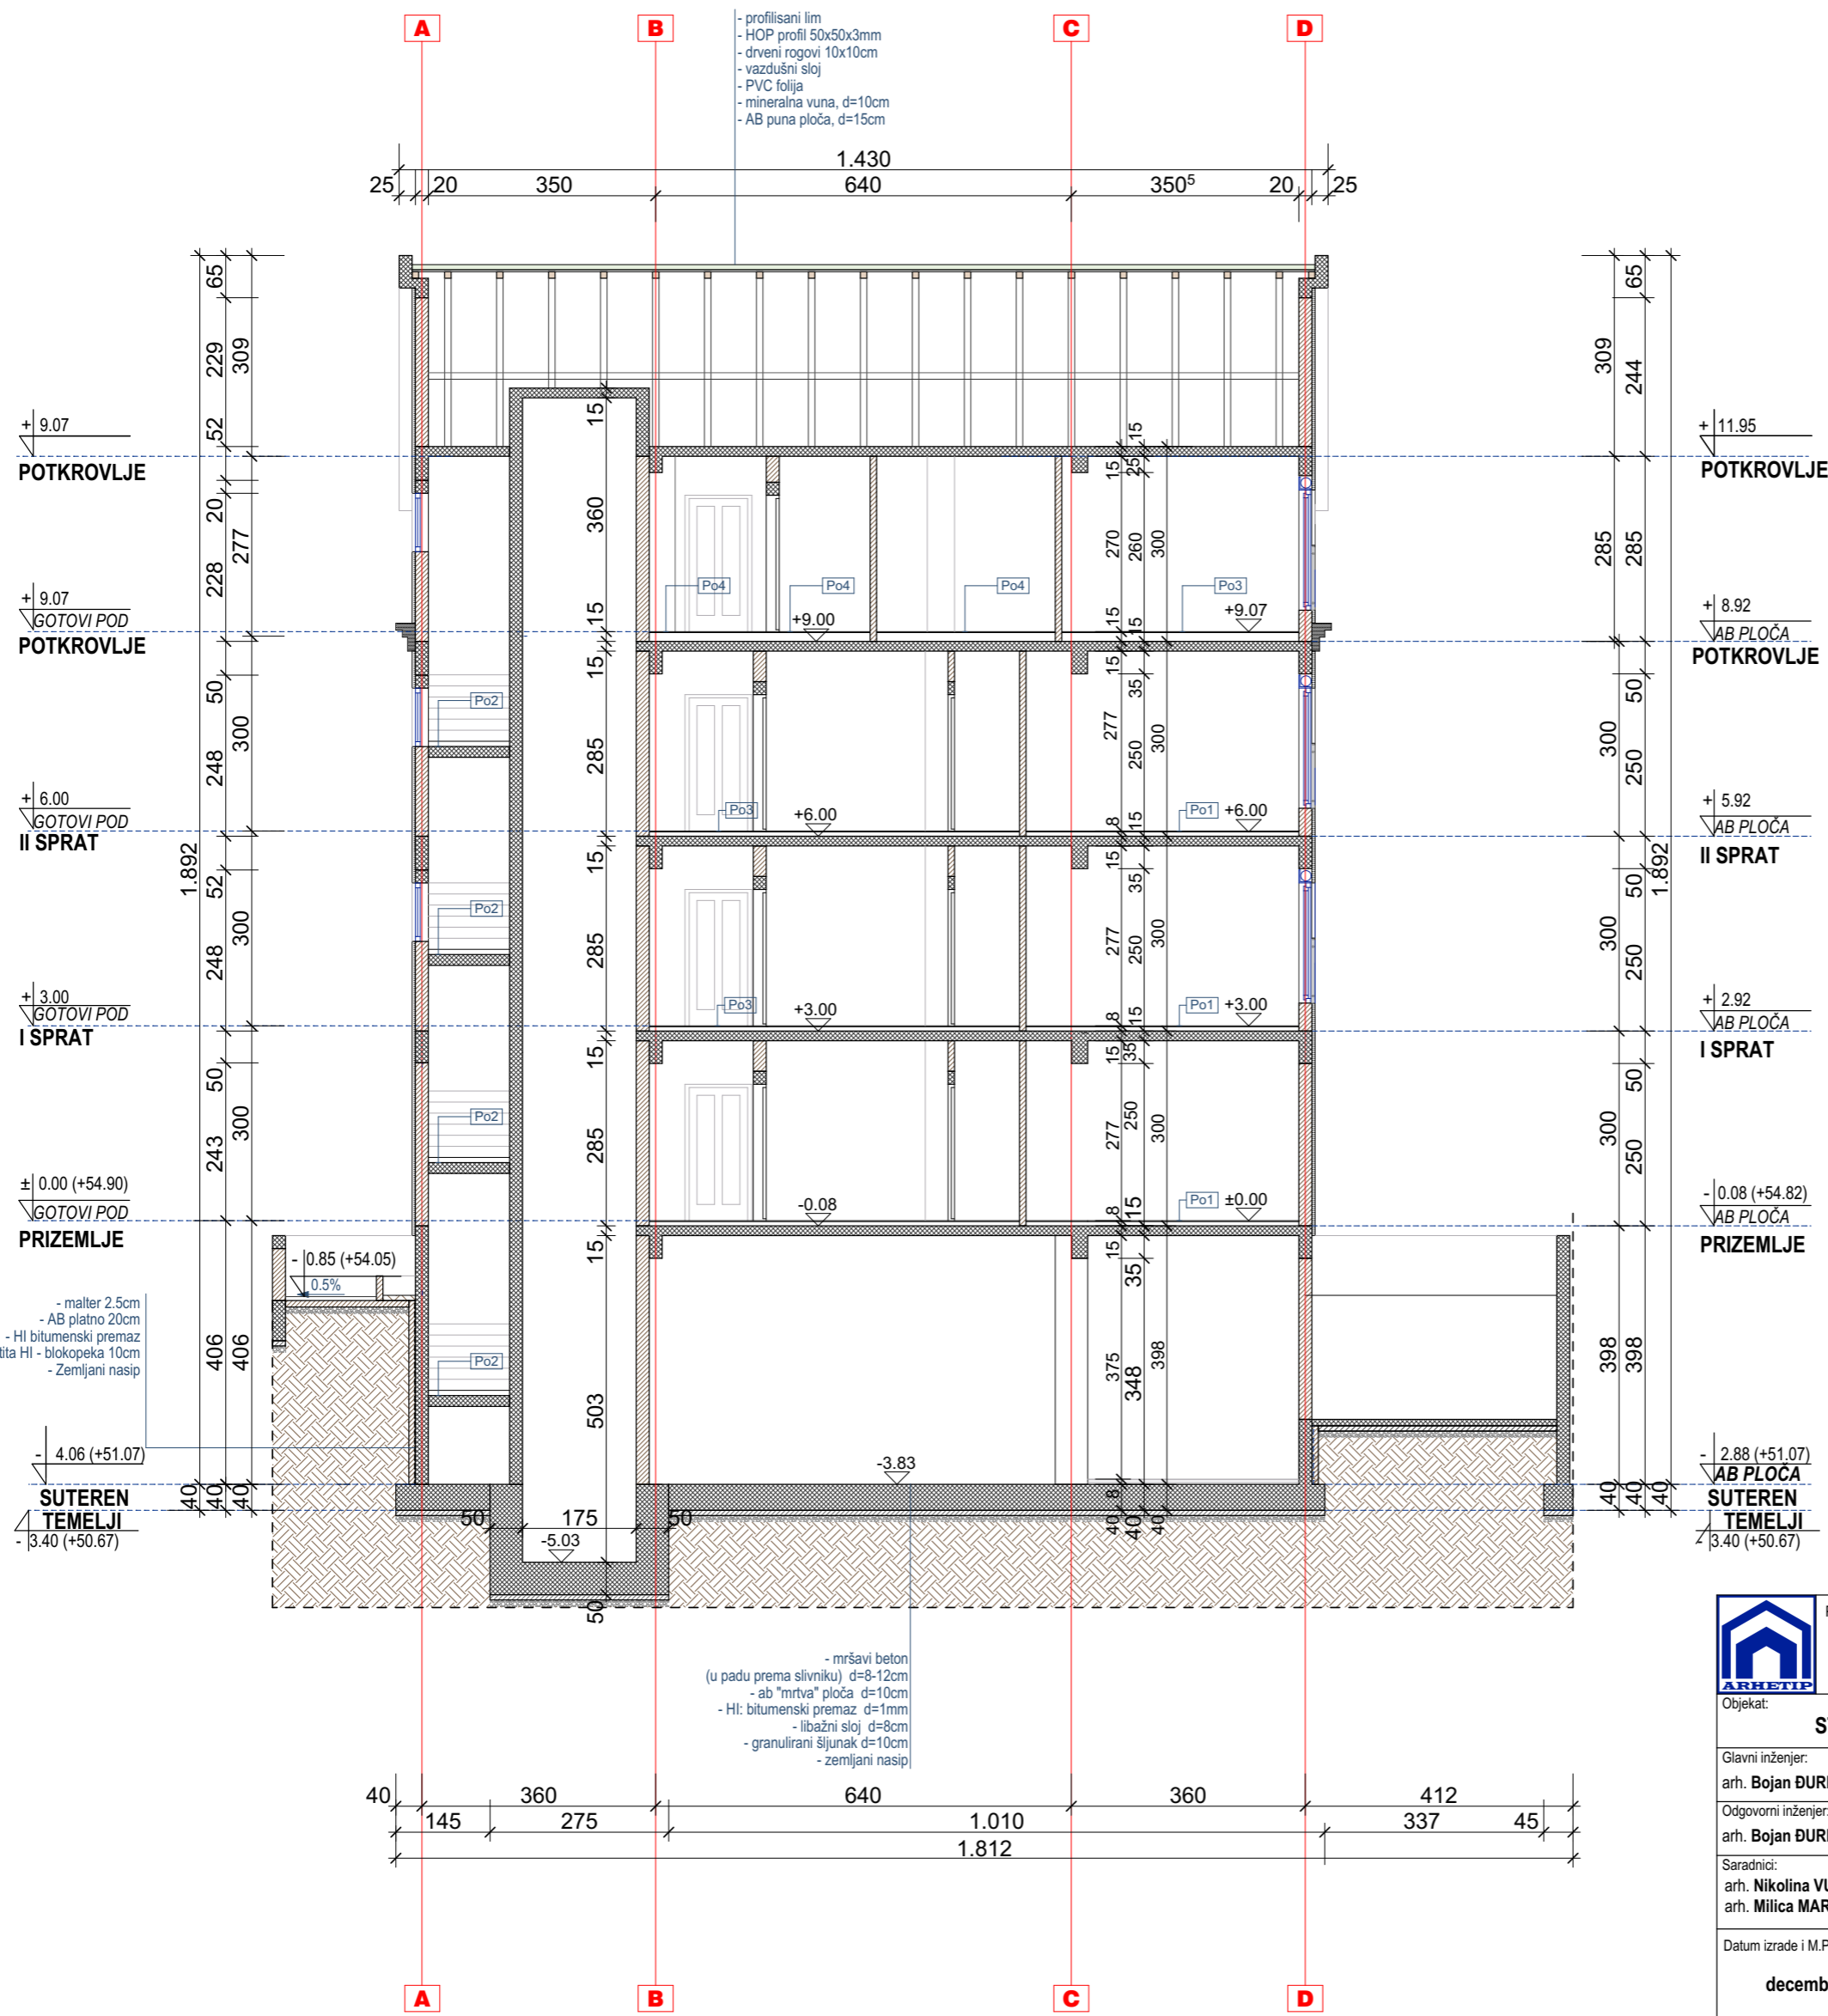 A
B
C
D
- profilisani lim
- HOP profil 50x50x3mm
- drveni rogovi 10x10cm
- vazdušni sloj
- PVC folija
- mineralna vuna, d=10cm
- AB puna ploča, d=15cm
1.430
25 20 350 640 350⁵ 20 25
65
229
309
52
20
277
228
50
300
248
1.892
52
300
248
50
300
243
406
406
40
40
40
+ 9.07
POTKROVLJE
+ 9.07
GOTOVI POD
POTKROVLJE
+ 6.00
GOTOVI POD
II SPRAT
+ 3.00
GOTOVI POD
I SPRAT
± 0.00 (+54.90)
GOTOVI POD
PRIZEMLJE
- 0.85 (+54.05)
0.5%
- malter 2.5cm
- AB platno 20cm
- HI bitumenski premaz
tita HI - blokopeka 10cm
- Zemljani nasip
- 4.06 (+51.07)
SUTEREN
TEMELJI
- 3.40 (+50.67)
15
360
15
15
285
15
285
15
285
15
503
50 175 50
-5.03
50
Po4 Po4 Po4 Po3
+9.00 +9.07
Po2
Po3 +6.00 Po1 +6.00
Po2
Po3 +3.00 Po1 +3.00
Po2
-0.08 Po1 ±0.00
Po2
-3.83
15
15 25
270 260 300
15 15
15 35
277 250 300
8 15
15 35
277 250 300
8 15
15 35
277 250 300
8 15
15 35
375 348 398
8
40 40 40
65
309
244
285 285
50
300
250
1.892
50
300
250
50
300
250
398 398
40 40 40
+ 11.95
POTKROVLJE
+ 8.92
AB PLOČA
POTKROVLJE
+ 5.92
AB PLOČA
II SPRAT
+ 2.92
AB PLOČA
I SPRAT
- 0.08 (+54.82)
AB PLOČA
PRIZEMLJE
- 2.88 (+51.07)
AB PLOČA
SUTEREN
TEMELJI
3.40 (+50.67)
- mršavi beton
(u padu prema slivniku) d=8-12cm
- ab "mrtva" ploča d=10cm
- HI: bitumenski premaz d=1mm
- libažni sloj d=8cm
- granulirani šljunak d=10cm
- zemljani nasip
40 360 640 360 412
145 275 1.010 337 45
1.812
A
B
C
D
ARHETIP
Objekat:
Glavni inženjer:
arh. Bojan ĐUR
Odgovorni inženjer:
arh. Bojan ĐUR
Saradnici:
arh. Nikolina VU
arh. Milica MAR
Datum izrade i M.P
decemb